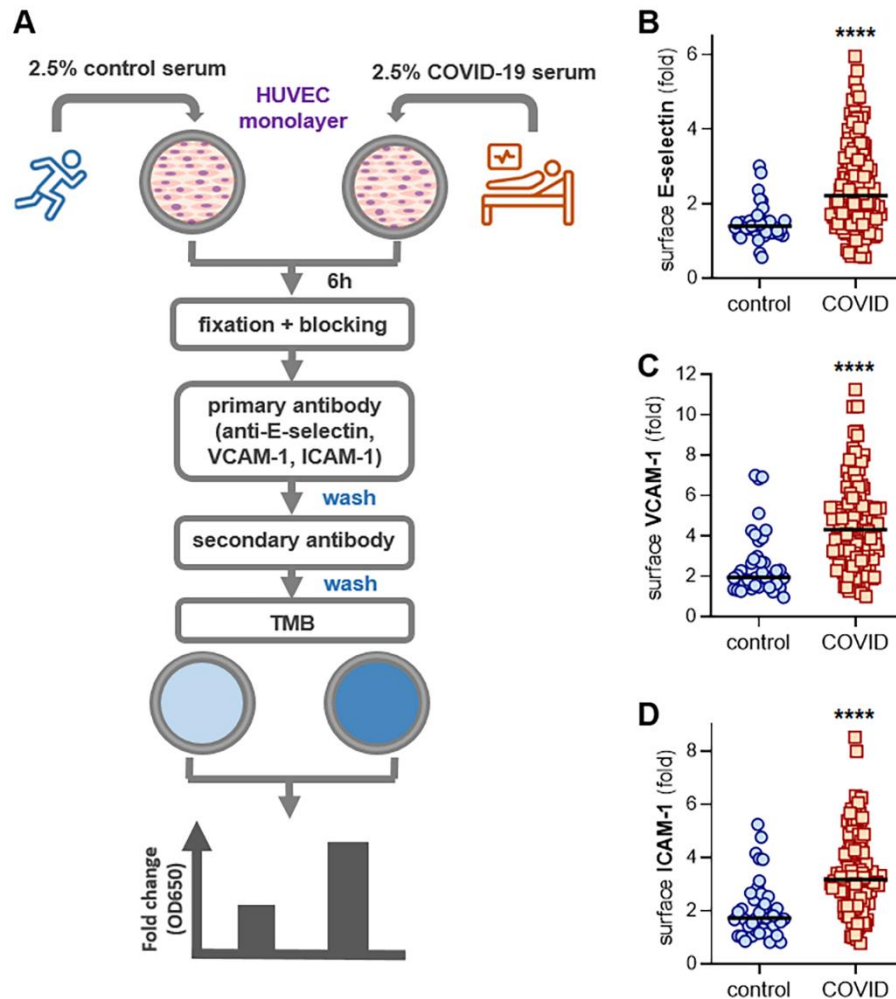 A
2.5% control serum
2.5% COVID-19 serum
HUVEC
monolayer
6h
fixation + blocking
primary antibody
(anti-E-selectin,
VCAM-1, ICAM-1)
wash
secondary antibody
wash
TMB
Fold change
(OD650)
B
****
surface E-selectin (fold)
6
4
2
0
control COVID
C
****
surface VCAM-1 (fold)
12
10
8
6
4
2
0
control COVID
D
****
surface ICAM-1 (fold)
8
6
4
2
0
control COVID